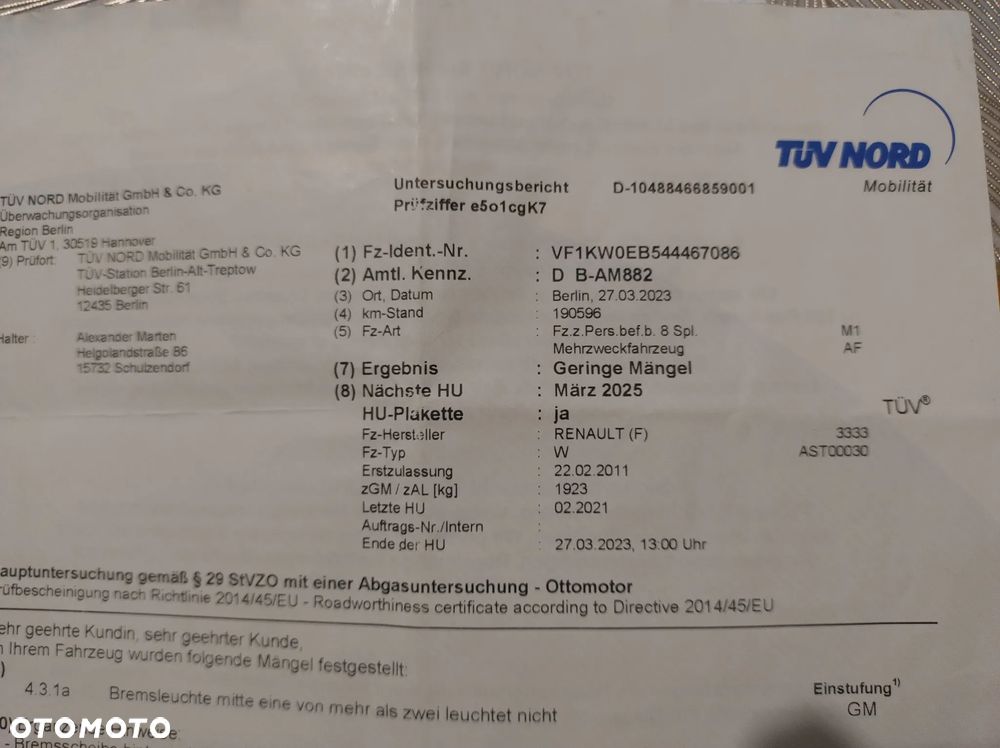 TÜV NORD
Mobilität
TÜV NORD Mobilität GmbH & Co. KG
Überwachungsorganisation
Region Berlin
Am TÜV 1, 30519 Hannover
(9) Prüfort: TÜV NORD Mobilität GmbH & Co. KG
TÜV-Station Berlin-Alt-Treptow
Heidelberger Str. 61
12435 Berlin
Halter : Alexander Marten
Helgolandstraße 86
15732 Schulzendorf
Untersuchungsbericht D-10488466859001
Prüfziffer e5o1cgK7
(1) Fz-Ident.-Nr. : VF1KW0EB544467086
(2) Amtl. Kennz. : D B-AM882
(3) Ort, Datum : Berlin, 27.03.2023
(4) km-Stand : 190596
(5) Fz-Art : Fz.z.Pers.bef.b. 8 Spl. M1
Mehrzweckfahrzeug AF
(7) Ergebnis : Geringe Mängel
(8) Nächste HU : März 2025
HU-Plakette : ja
TÜV®
Fz-Hersteller : RENAULT (F) 3333
Fz-Typ : W AST00030
Erstzulassung : 22.02.2011
zGM / zAL [kg] : 1923
Letzte HU : 02.2021
Auftrags-Nr./Intern :
Ende der HU : 27.03.2023, 13:00 Uhr
auptuntersuchung gemäß § 29 StVZO mit einer Abgasuntersuchung - Ottomotor
rüfbescheinigung nach Richtlinie 2014/45/EU - Roadworthiness certificate according to Directive 2014/45/EU
ehr geehrte Kundin, sehr geehrter Kunde,
n Ihrem Fahrzeug wurden folgende Mängel festgestellt:
Einstufung1)
4.3.1a Bremsleuchte mitte eine von mehr als zwei leuchtet nicht GM
OTOMOTO